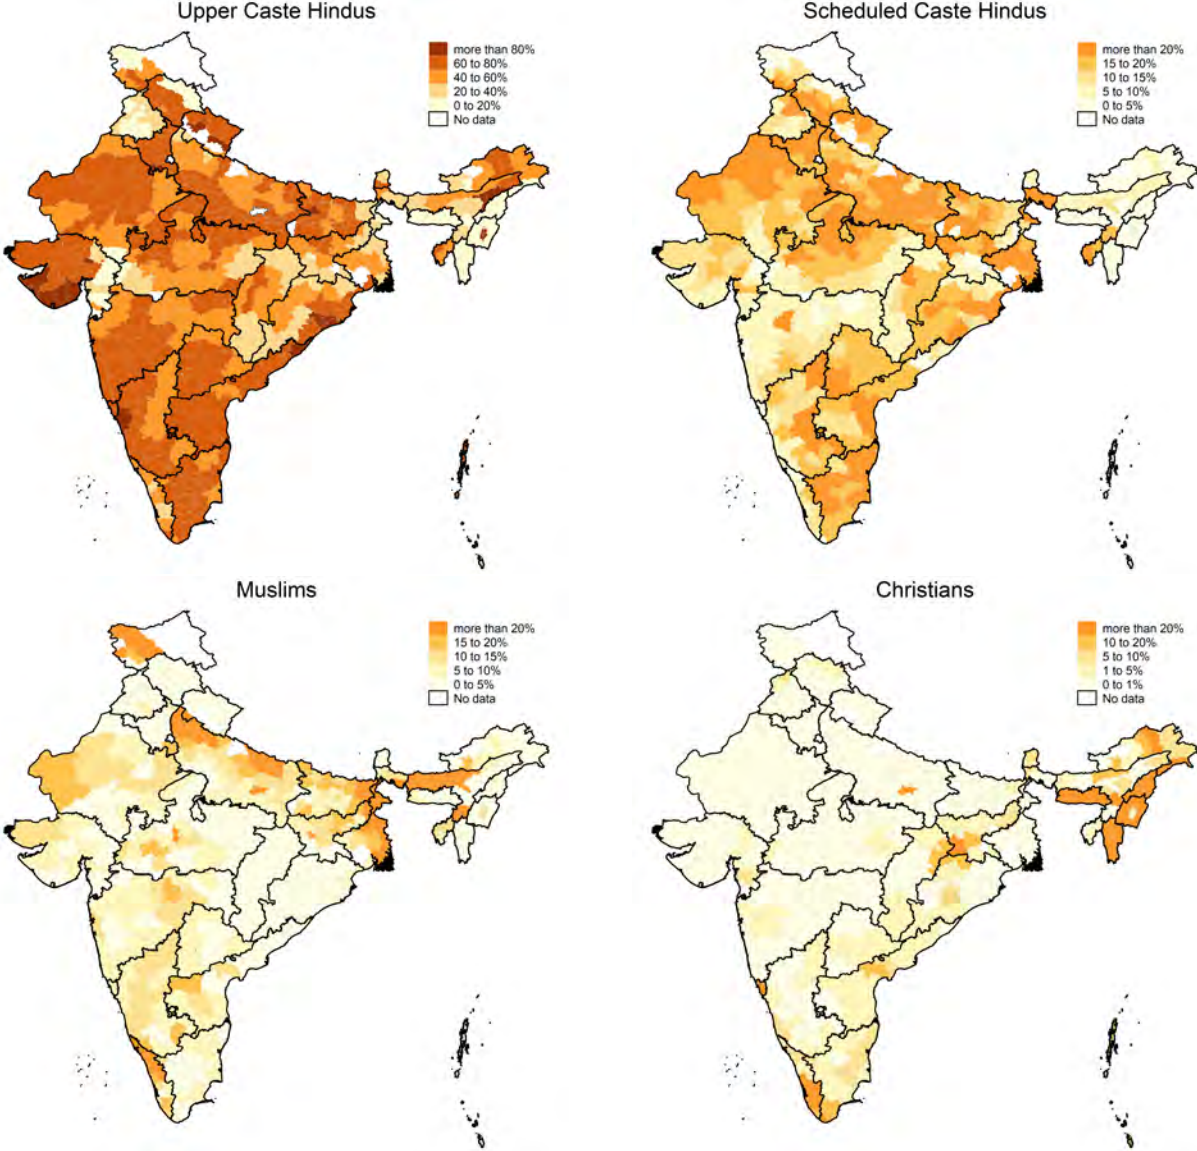 Upper Caste Hindus
more than 80%
60 to 80%
40 to 60%
20 to 40%
0 to 20%
No data
Scheduled Caste Hindus
more than 20%
15 to 20%
10 to 15%
5 to 10%
0 to 5%
No data
Muslims
more than 20%
15 to 20%
10 to 15%
5 to 10%
0 to 5%
No data
Christians
more than 20%
10 to 20%
5 to 10%
1 to 5%
0 to 1%
No data